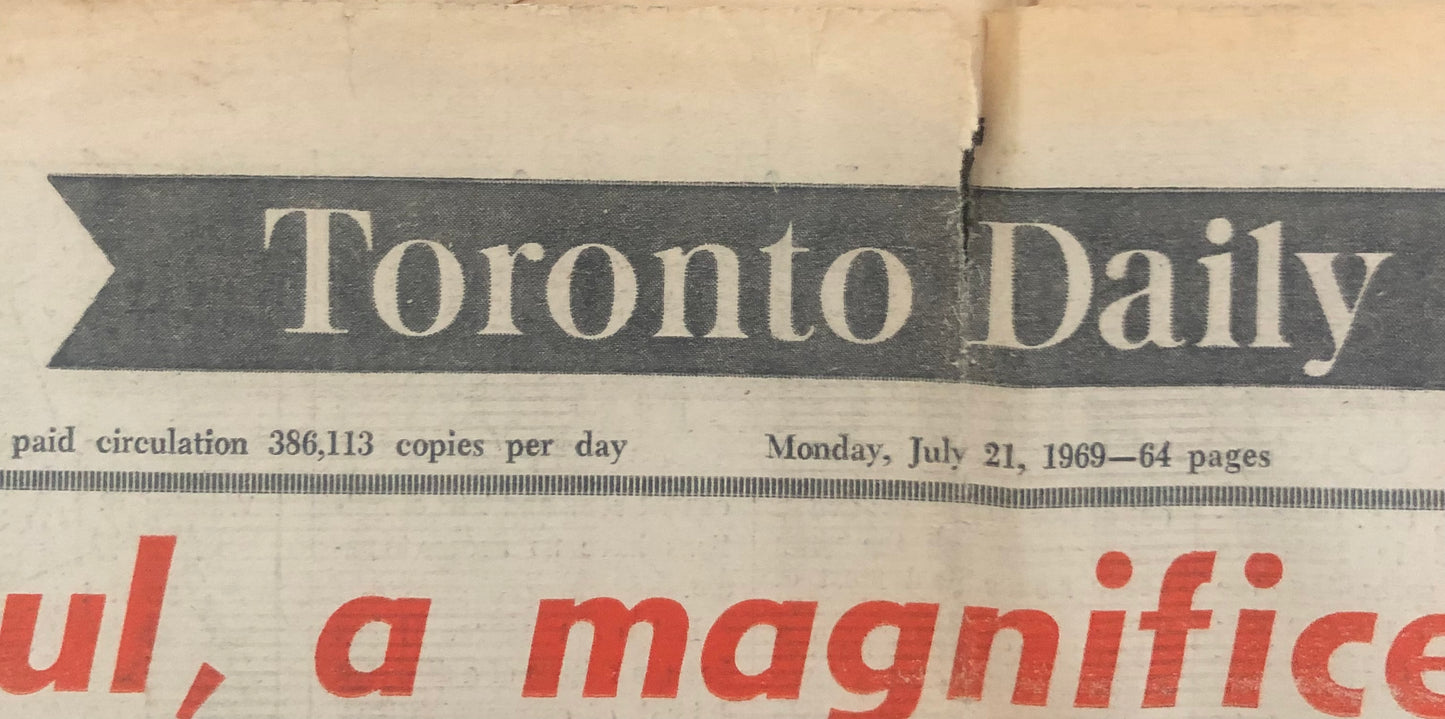 Toronto Daily
paid circulation 386,113 copies per day Monday, July 21, 1969—64 pages
ul, a magnifice